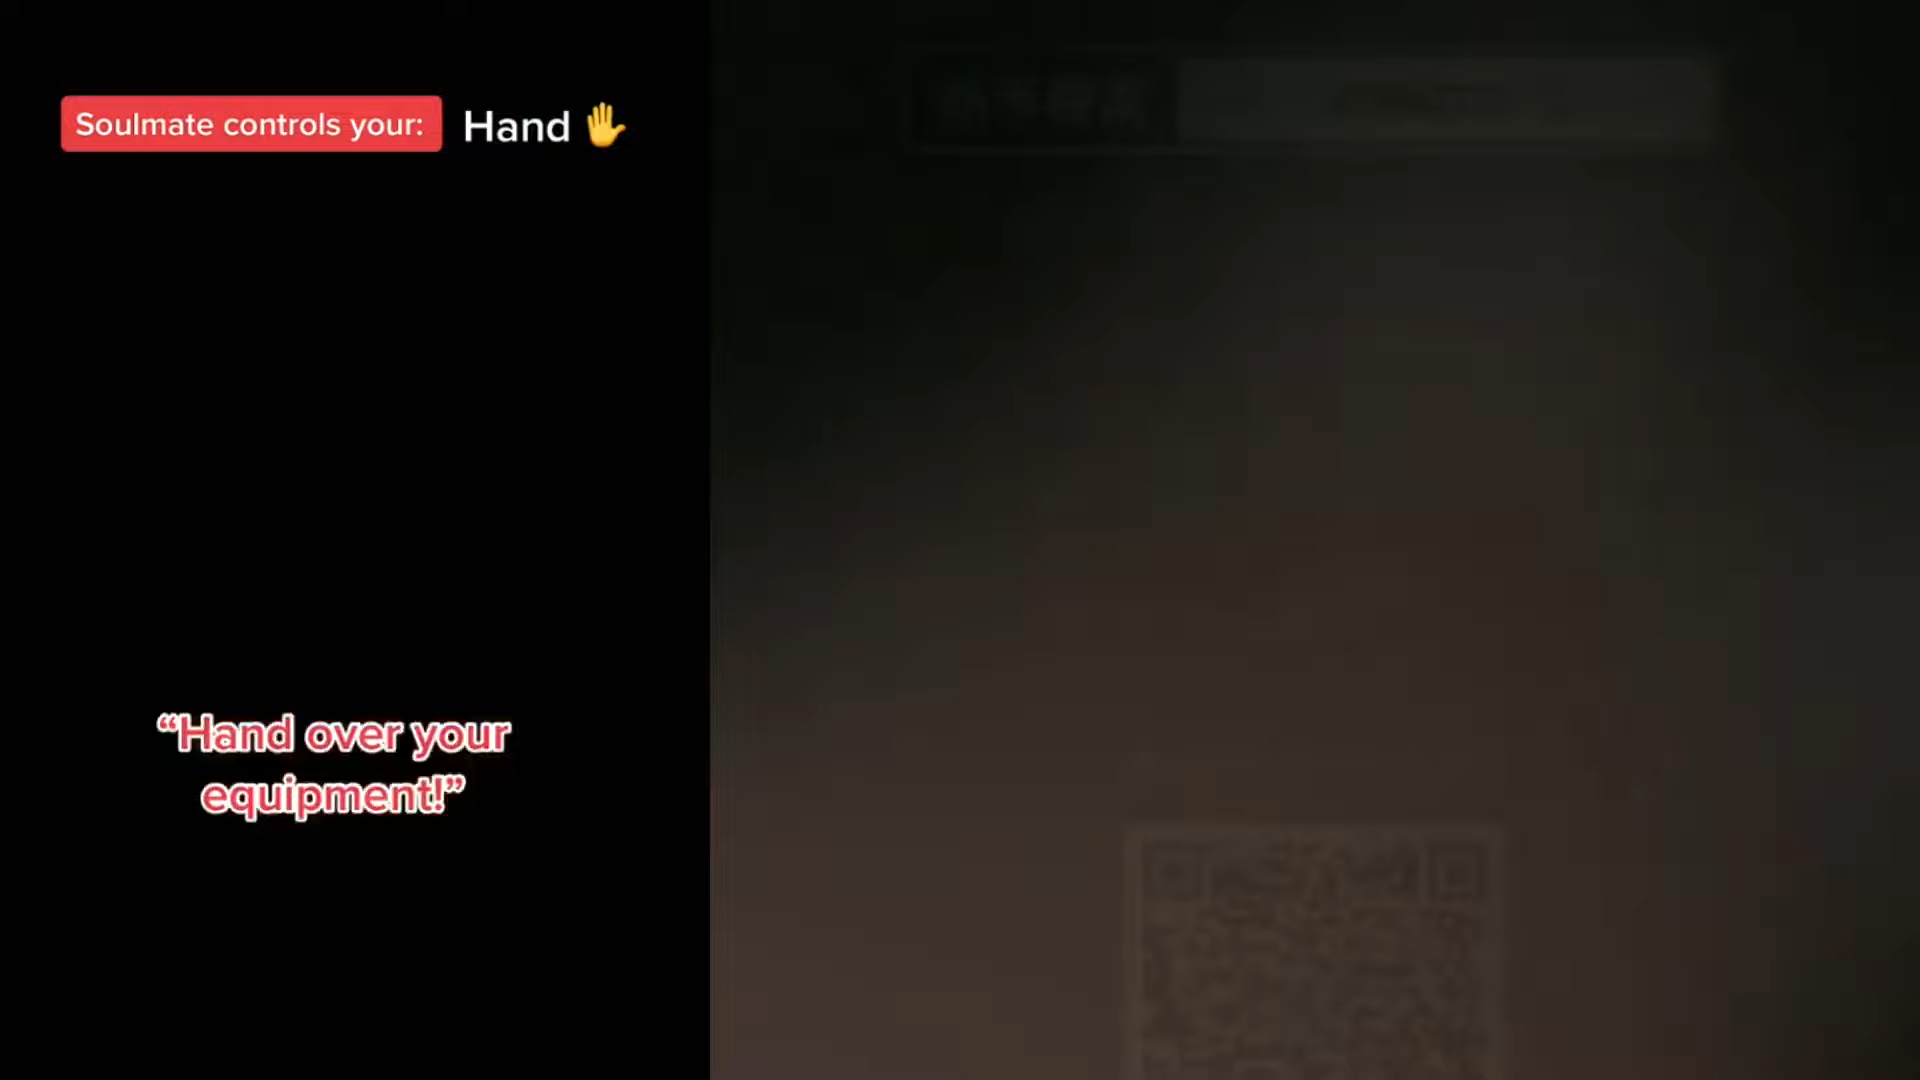 Soulmate controls your: Hand ✋
“Hand over your
equipment!”